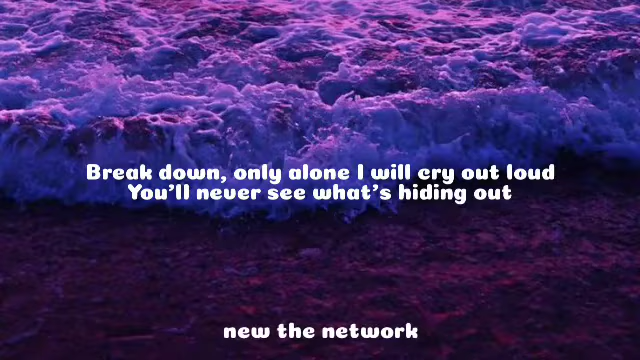 Break down, only alone I will cry out loud
You'll never see what's hiding out
new the network